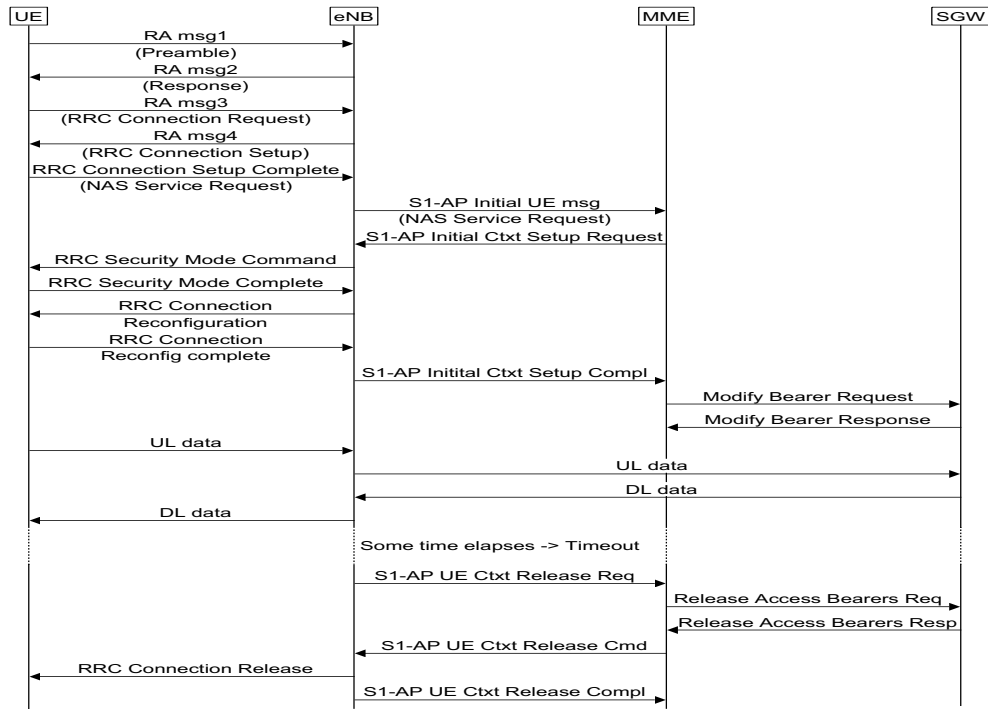 UE eNB MME SGW
RA msg1
(Preamble)
RA msg2
(Response)
RA msg3
(RRC Connection Request)
RA msg4
(RRC Connection Setup)
RRC Connection Setup Complete
(NAS Service Request)
S1-AP Initial UE msg
(NAS Service Request)
S1-AP Initial Ctxt Setup Request
RRC Security Mode Command
RRC Security Mode Complete
RRC Connection
Reconfiguration
RRC Connection
Reconfig complete
S1-AP Initital Ctxt Setup Compl
Modify Bearer Request
Modify Bearer Response
UL data
UL data
DL data
DL data
Some time elapses -> Timeout
S1-AP UE Ctxt Release Req
Release Access Bearers Req
Release Access Bearers Resp
S1-AP UE Ctxt Release Cmd
RRC Connection Release
S1-AP UE Ctxt Release Compl